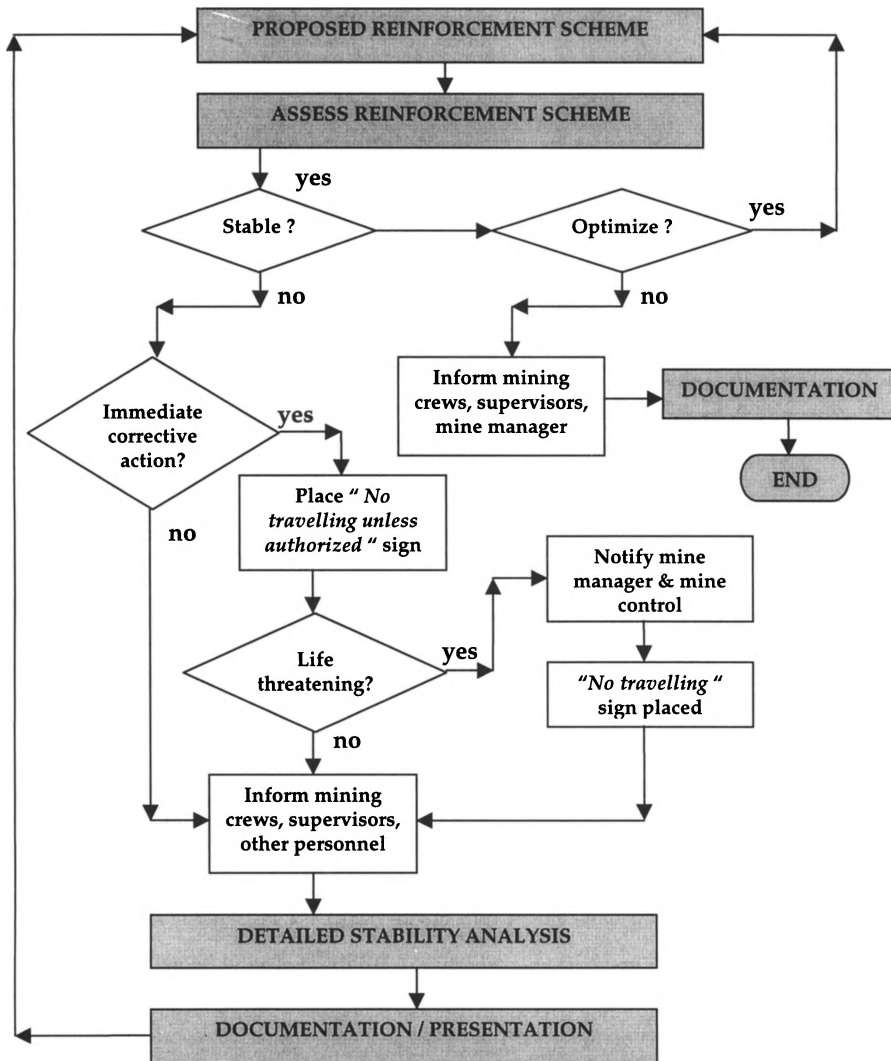 PROPOSED REINFORCEMENT SCHEME
ASSESS REINFORCEMENT SCHEME
yes
Stable ?
Optimize ?
yes
no
no
Immediate
corrective
action?
yes
Inform mining
crews, supervisors,
mine manager
DOCUMENTATION
END
Place “ No
travelling unless
authorized “ sign
no
Notify mine
manager & mine
control
Life
threatening?
yes
“No travelling “
sign placed
no
Inform mining
crews, supervisors,
other personnel
DETAILED STABILITY ANALYSIS
DOCUMENTATION / PRESENTATION